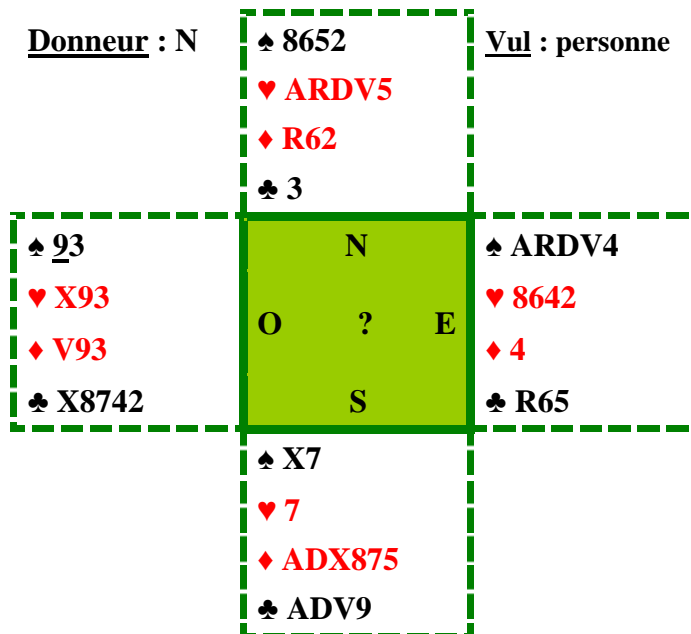 Donneur : N
♠ 8652
Vul : personne
♥ ARDV5
♦ R62
♣ 3
♠ 93
N
♠ ARDV4
♥ X93
♥ 8642
♦ V93
O ? E
♦ 4
♣ X8742
S
♣ R65
♠ X7
♥ 7
♦ ADX875
♣ ADV9